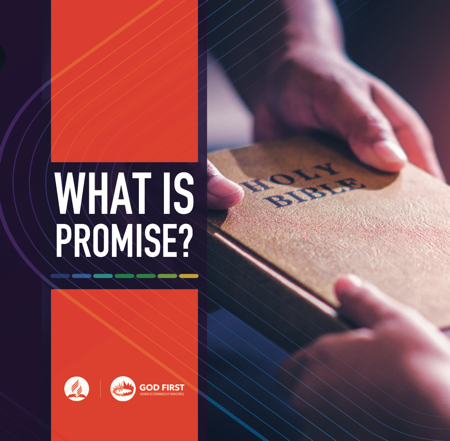 WHAT IS
PROMISE?
HOLY
BIBLE
GOD FIRST